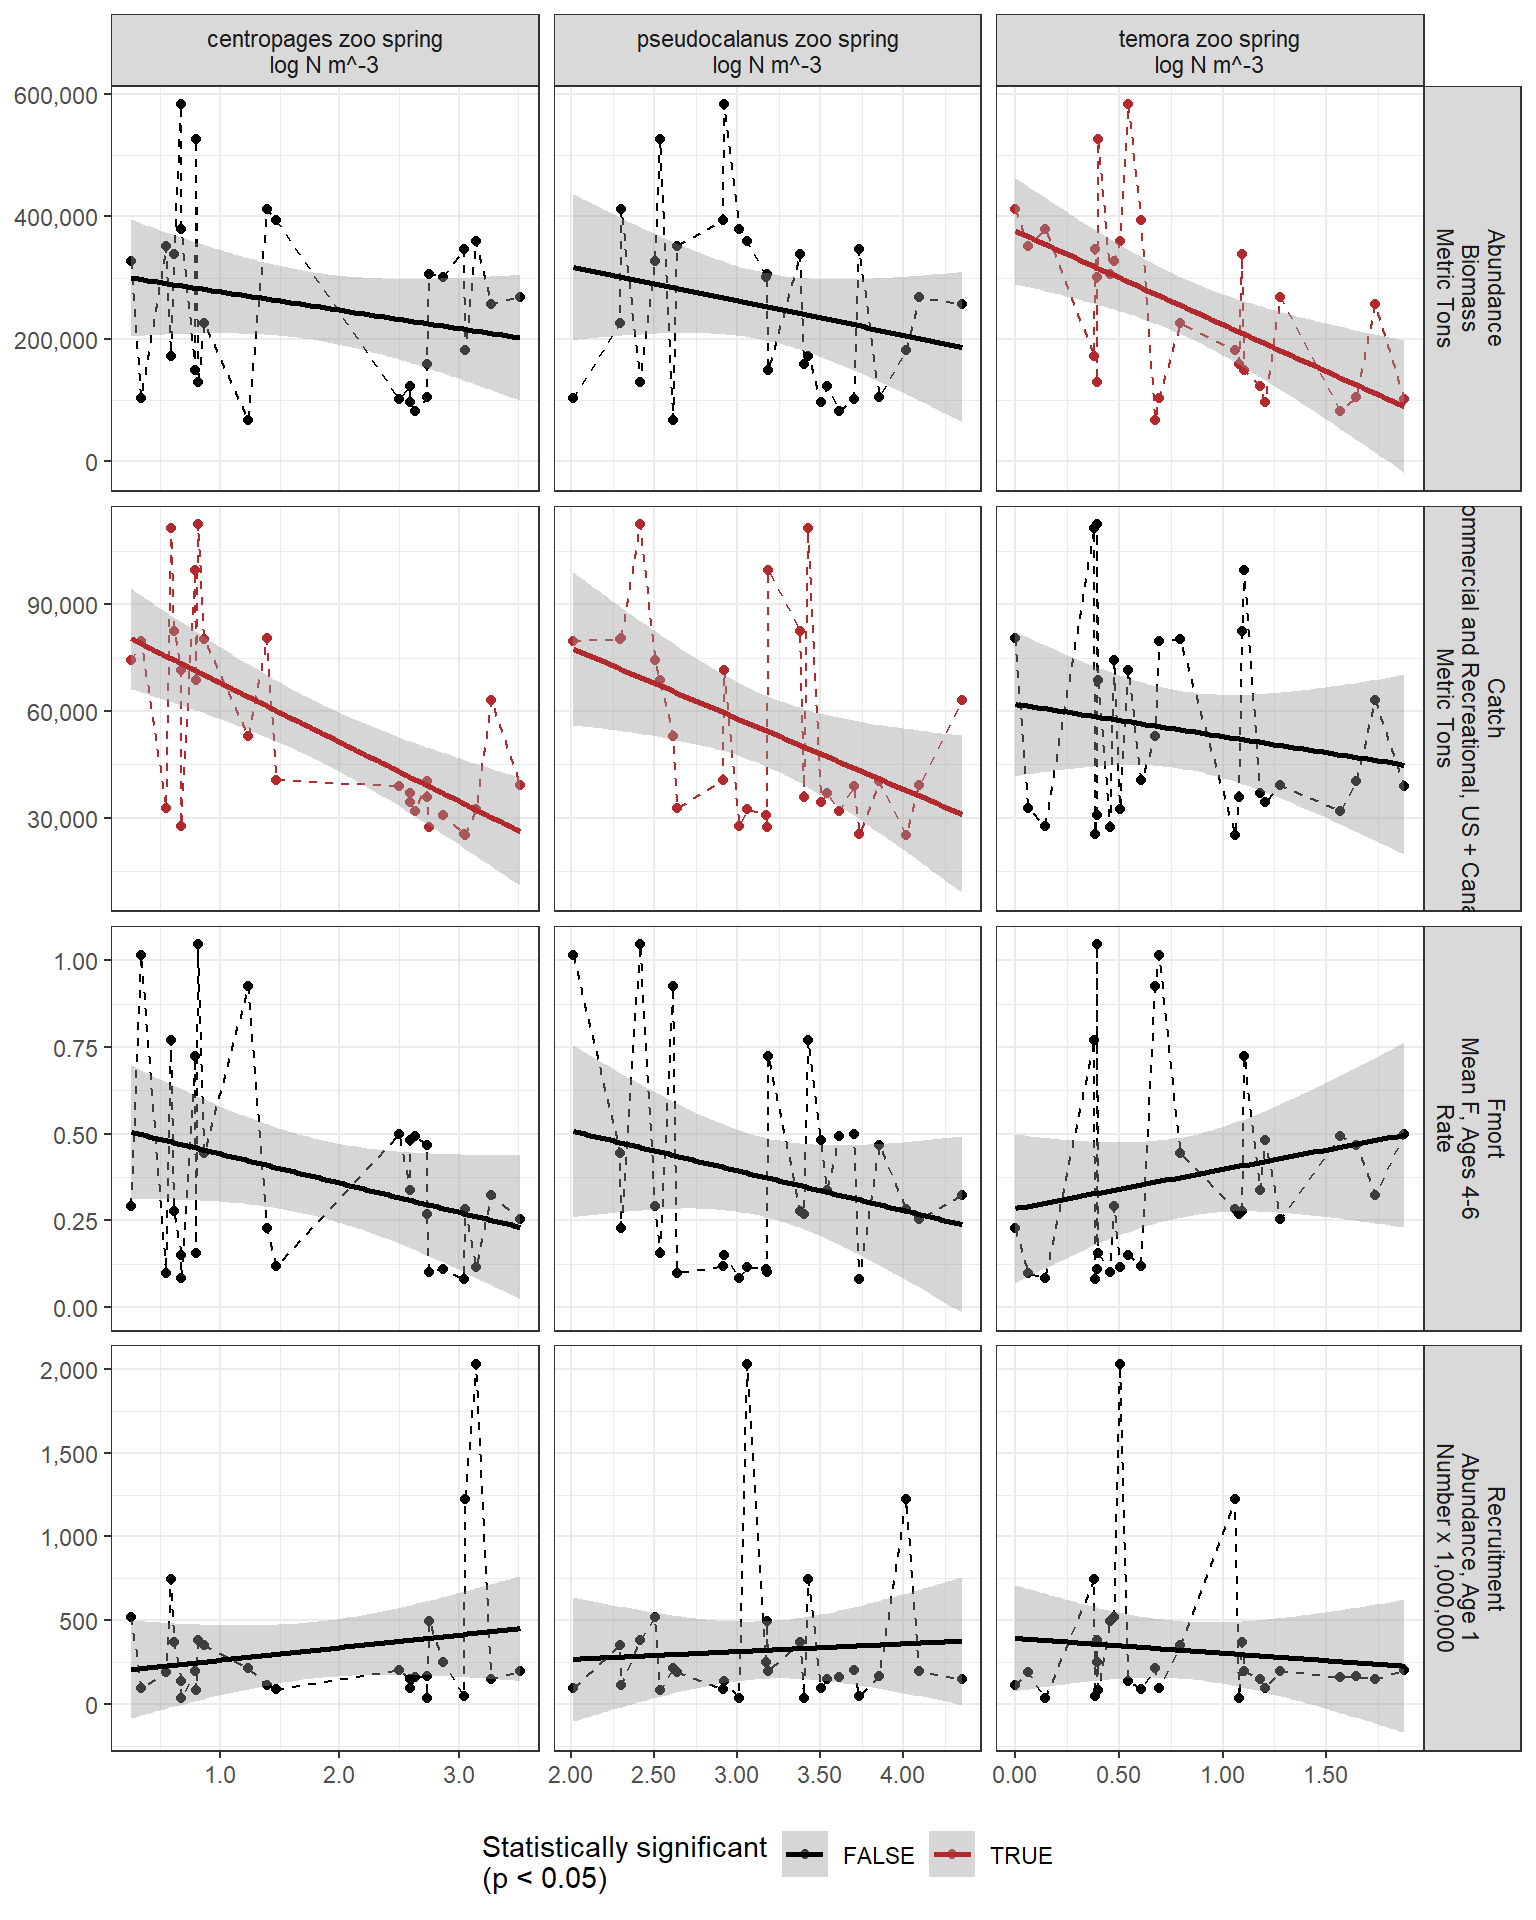 centropages zoo spring
log N m^-3
pseudocalanus zoo spring
log N m^-3
temora zoo spring
log N m^-3
600,000
400,000
200,000
0
Abundance
Biomass
Metric Tons
90,000
60,000
30,000
Catch
ommercial and Recreational, US + Cana
Metric Tons
1.00
0.75
0.50
0.25
0.00
Fmort
Mean F, Ages 4-6
Rate
2,000
1,500
1,000
500
0
Recruitment
Abundance, Age 1
Number x 1,000,000
1.0 2.0 3.0
2.00 2.50 3.00 3.50 4.00
0.00 0.50 1.00 1.50
Statistically significant
(p < 0.05)
FALSE
TRUE